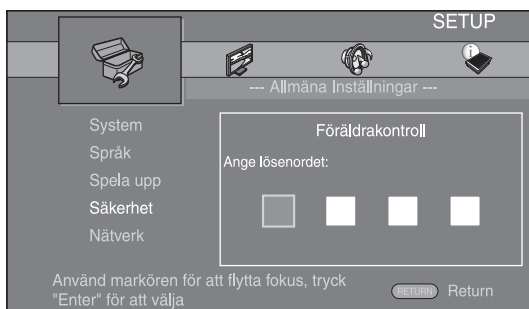 SETUP
--- Allmäna Inställningar ---
System
Språk
Spela upp
Säkerhet
Nätverk
Föräldrakontroll
Ange lösenordet:
Använd markören för att flytta fokus, tryck
"Enter" för att välja
RETURN Return